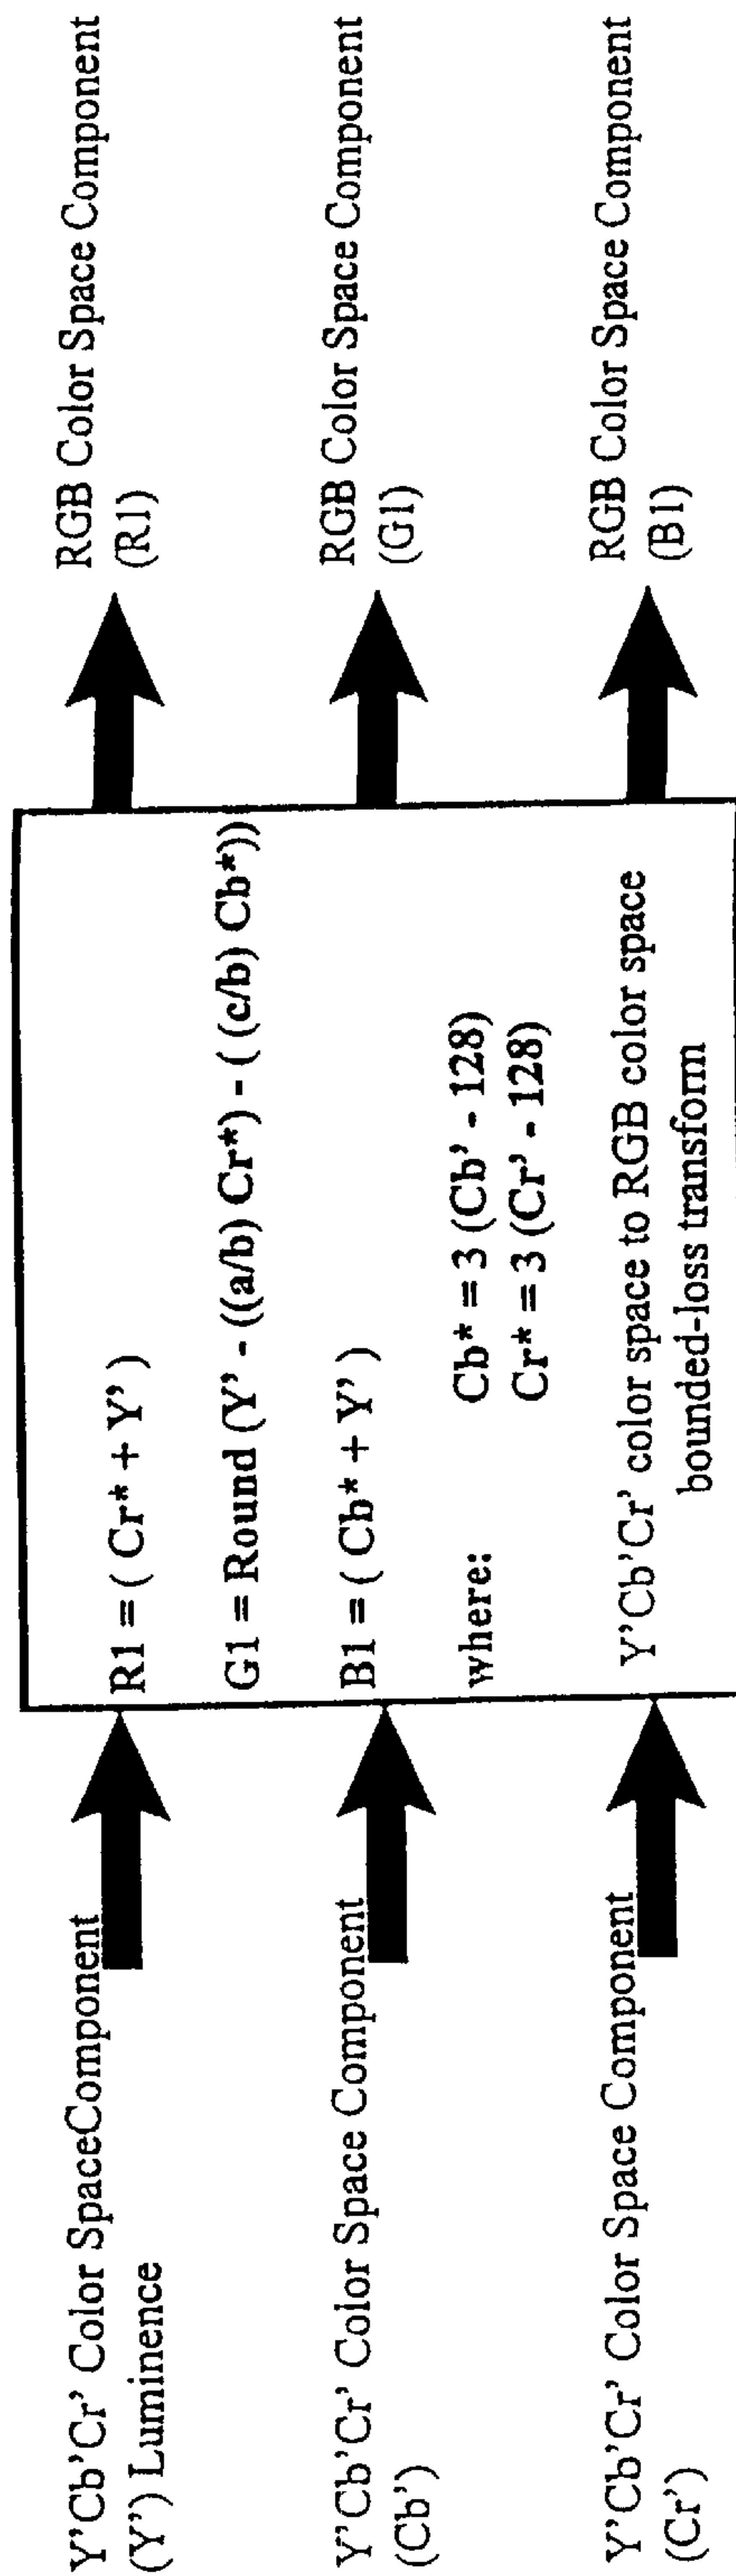 Y'Cb'Cr' Color SpaceComponent
(Y') Luminence
Y'Cb'Cr' Color Space Component
(Cb')
Y'Cb'Cr' Color Space Component
(Cr')
R1 = ( Cr* + Y' )
G1 = Round (Y' - ((a/b) Cr*) - ( (c/b) Cb*))
B1 = ( Cb* + Y' )
where:
Cb* = 3 (Cb' - 128)
Cr* = 3 (Cr' - 128)
Y'Cb'Cr' color space to RGB color space
bounded-loss transform
RGB Color Space Component
(R1)
RGB Color Space Component
(G1)
RGB Color Space Component
(B1)